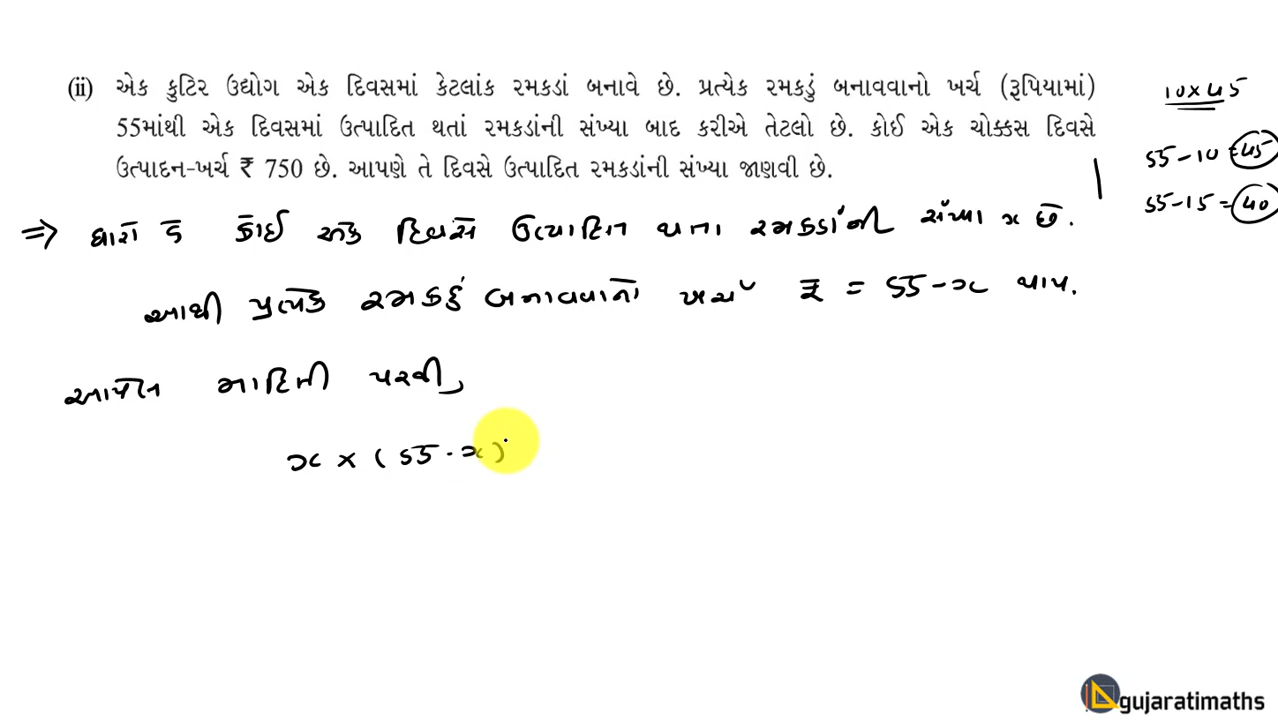 (ii) એક કુટિર ઉદ્યોગ એક દિવસમાં કેટલાંક રમકડાં બનાવે છે. પ્રત્યેક રમકડું બનાવવાનો ખર્ચ (રૂપિયામાં)
55માંથી એક દિવસમાં ઉત્પાદિત થતાં રમકડાંની સંખ્યા બાદ કરીએ તેટલો છે. કોઈ એક ચોક્કસ દિવસે
ઉત્પાદન-ખર્ચ ₹ 750 છે. આપણે તે દિવસે ઉત્પાદિત રમકડાંની સંખ્યા જાણવી છે.
10 x 45
55-10 = 45
55-15 = 40
⇒ ધારો કે કોઈ એક દિવસે ઉત્પાદિત થતા રમકડાંની સંખ્યા x છે.
આથી પ્રત્યેક રમકડું બનાવવાનો ખર્ચ ₹ = 55-x થાય.
આપેલ માહિતી પરથી,
x × (55-x)
gujaratimaths